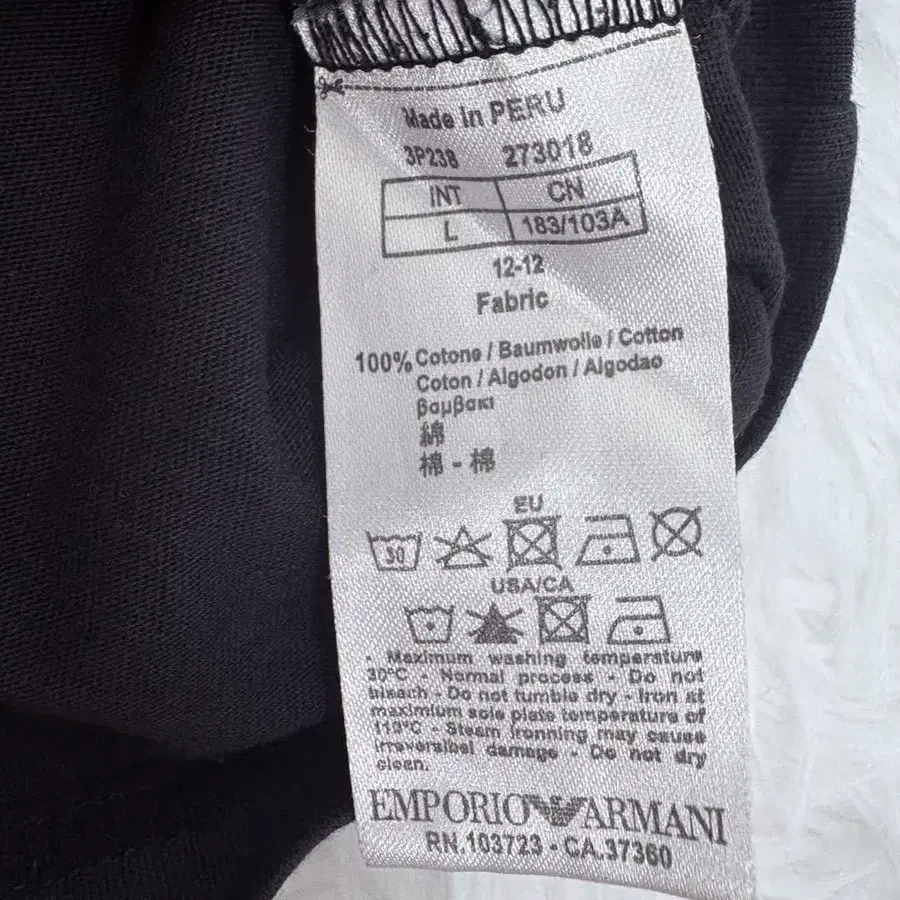 Made in PERU
3P238 273018
INT CN
L 183/103A
12-12
Fabric
100% Cotone / Baumwolle / Cotton
Coton / Algodon / Algodao
βαμβακι
綿
棉 - 棉
EU
30
USA/CA
- Maximum washing temperature
30°C - Normal process - Do not
bleach - Do not tumble dry - Iron at
maximium sole plate temperature of
110°C - Steam ironning may cause
irreversibel damage - Do not dry
clean.
EMPORIO ARMANI
RN.103723 - CA.37360